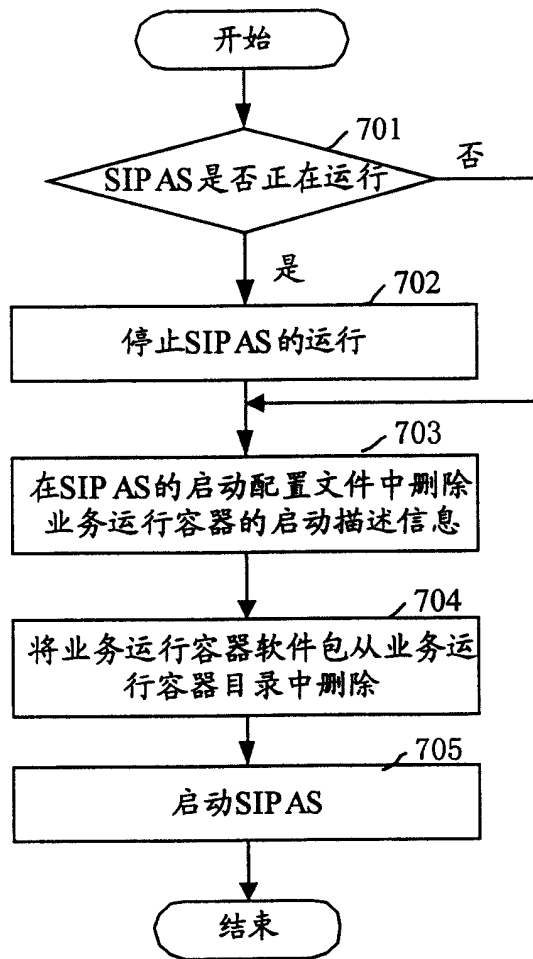 开始
701
SIP AS是否正在运行
否
是
702
停止SIP AS的运行
703
在SIP AS的启动配置文件中删除
业务运行容器的启动描述信息
704
将业务运行容器软件包从业务运
行容器目录中删除
705
启动SIP AS
结束